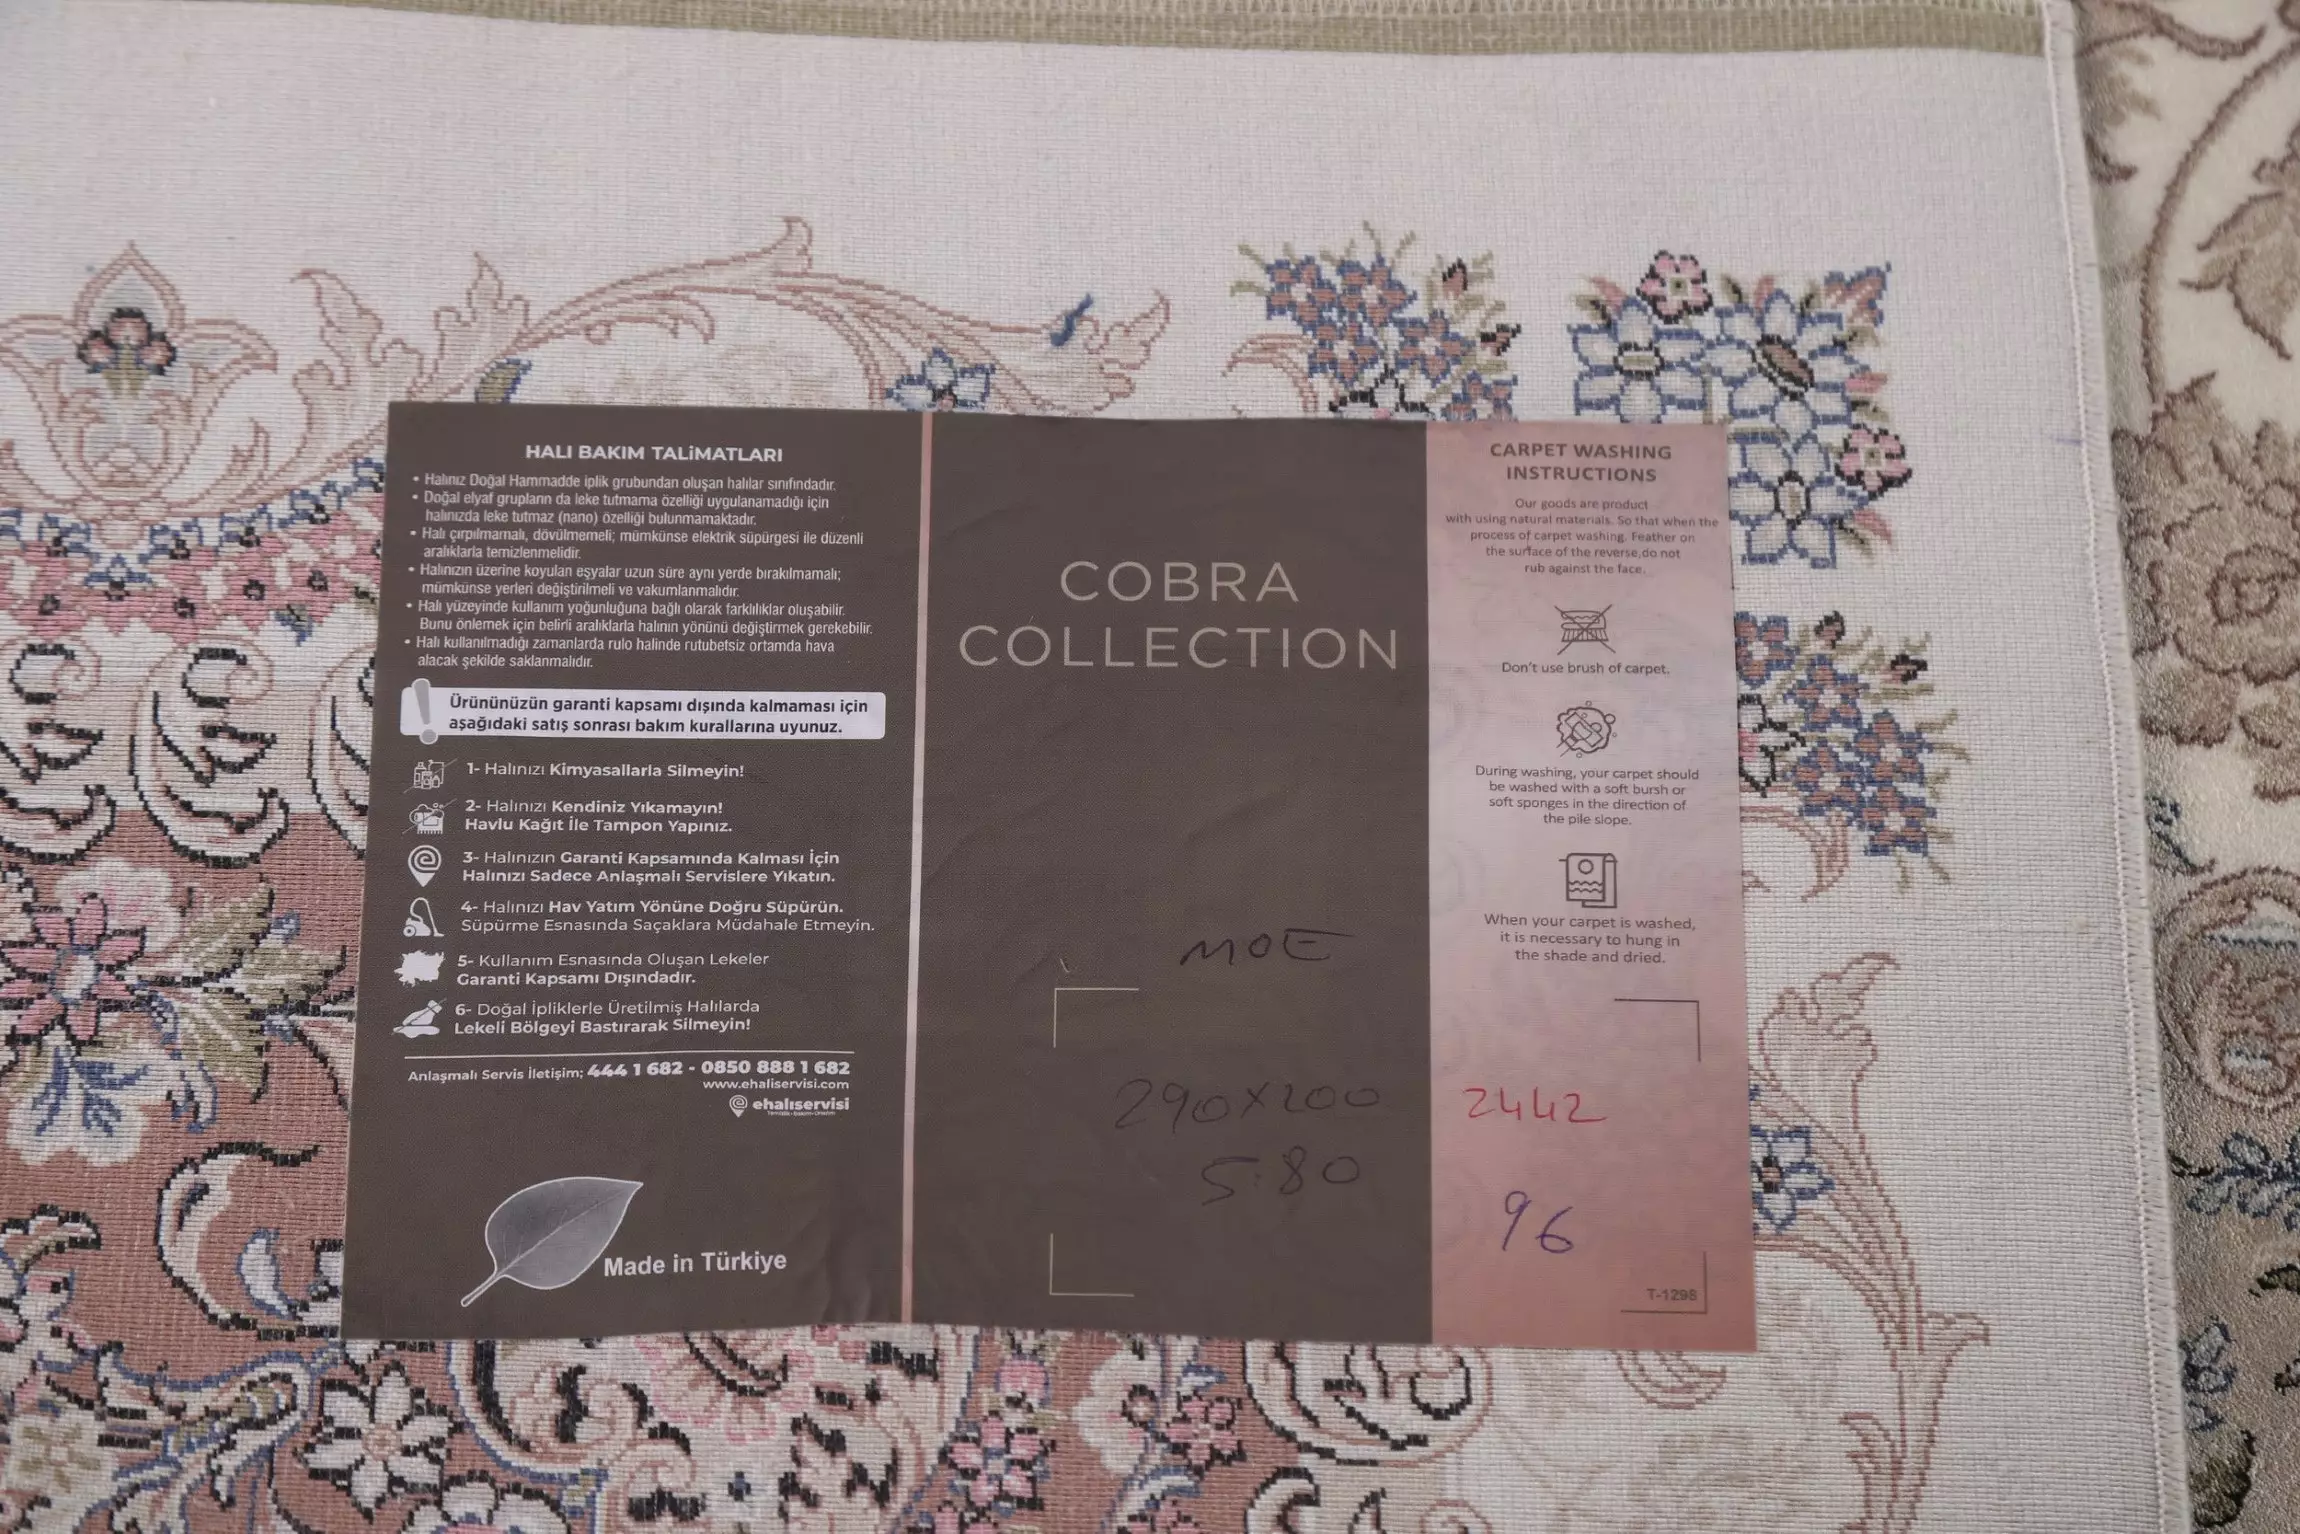 HALI BAKIM TALİMATLARI
• Halınız Doğal Hammadde iplik grubundan oluşan halılar sınıfındadır.
• Doğal elyaf grupların da leke tutmama özelliği uygulanamadığı için
halınızda leke tutmaz (nano) özelliği bulunmamaktadır.
• Halı çırpılmamalı, dövülmemeli; mümkünse elektrik süpürgesi ile düzenli
aralıklarla temizlenmelidir.
• Halınızın üzerine koyulan eşyalar uzun süre aynı yerde bırakılmamalı;
mümkünse yerleri değiştirilmeli ve vakumlanmalıdır.
• Halı yüzeyinde kullanım yoğunluğuna bağlı olarak farklılıklar oluşabilir.
Bunu önlemek için belirli aralıklarla halının yönünü değiştirmek gerekebilir.
• Halı kullanılmadığı zamanlarda rulo halinde rutubetsiz ortamda hava
alacak şekilde saklanmalıdır.
Ürününüzün garanti kapsamı dışında kalmaması için
aşağıdaki satış sonrası bakım kurallarına uyunuz.
1- Halınızı Kimyasallarla Silmeyin!
2- Halınızı Kendiniz Yıkamayın!
Havlu Kağıt İle Tampon Yapınız.
3- Halınızın Garanti Kapsamında Kalması İçin
Halınızı Sadece Anlaşmalı Servislere Yıkatın.
4- Halınızı Hav Yatım Yönüne Doğru Süpürün.
Süpürme Esnasında Saçaklara Müdahale Etmeyin.
5- Kullanım Esnasında Oluşan Lekeler
Garanti Kapsamı Dışındadır.
6- Doğal İpliklerle Üretilmiş Halılarda
Lekeli Bölgeyi Bastırarak Silmeyin!
Anlaşmalı Servis İletişim; 444 1 682 - 0850 888 1 682
www.ehaliservisi.com
ehalıservisi
Made in Türkiye
COBRA
COLLECTION
MOE
290X200
5.80
CARPET WASHING
INSTRUCTIONS
Our goods are product
with using natural materials. So that when the
process of carpet washing. Feather on
the surface of the reverse,do not
rub against the face.
Don't use brush of carpet.
During washing, your carpet should
be washed with a soft bursh or
soft sponges in the direction of
the pile slope.
When your carpet is washed,
it is necessary to hung in
the shade and dried.
2442
96
T-1298